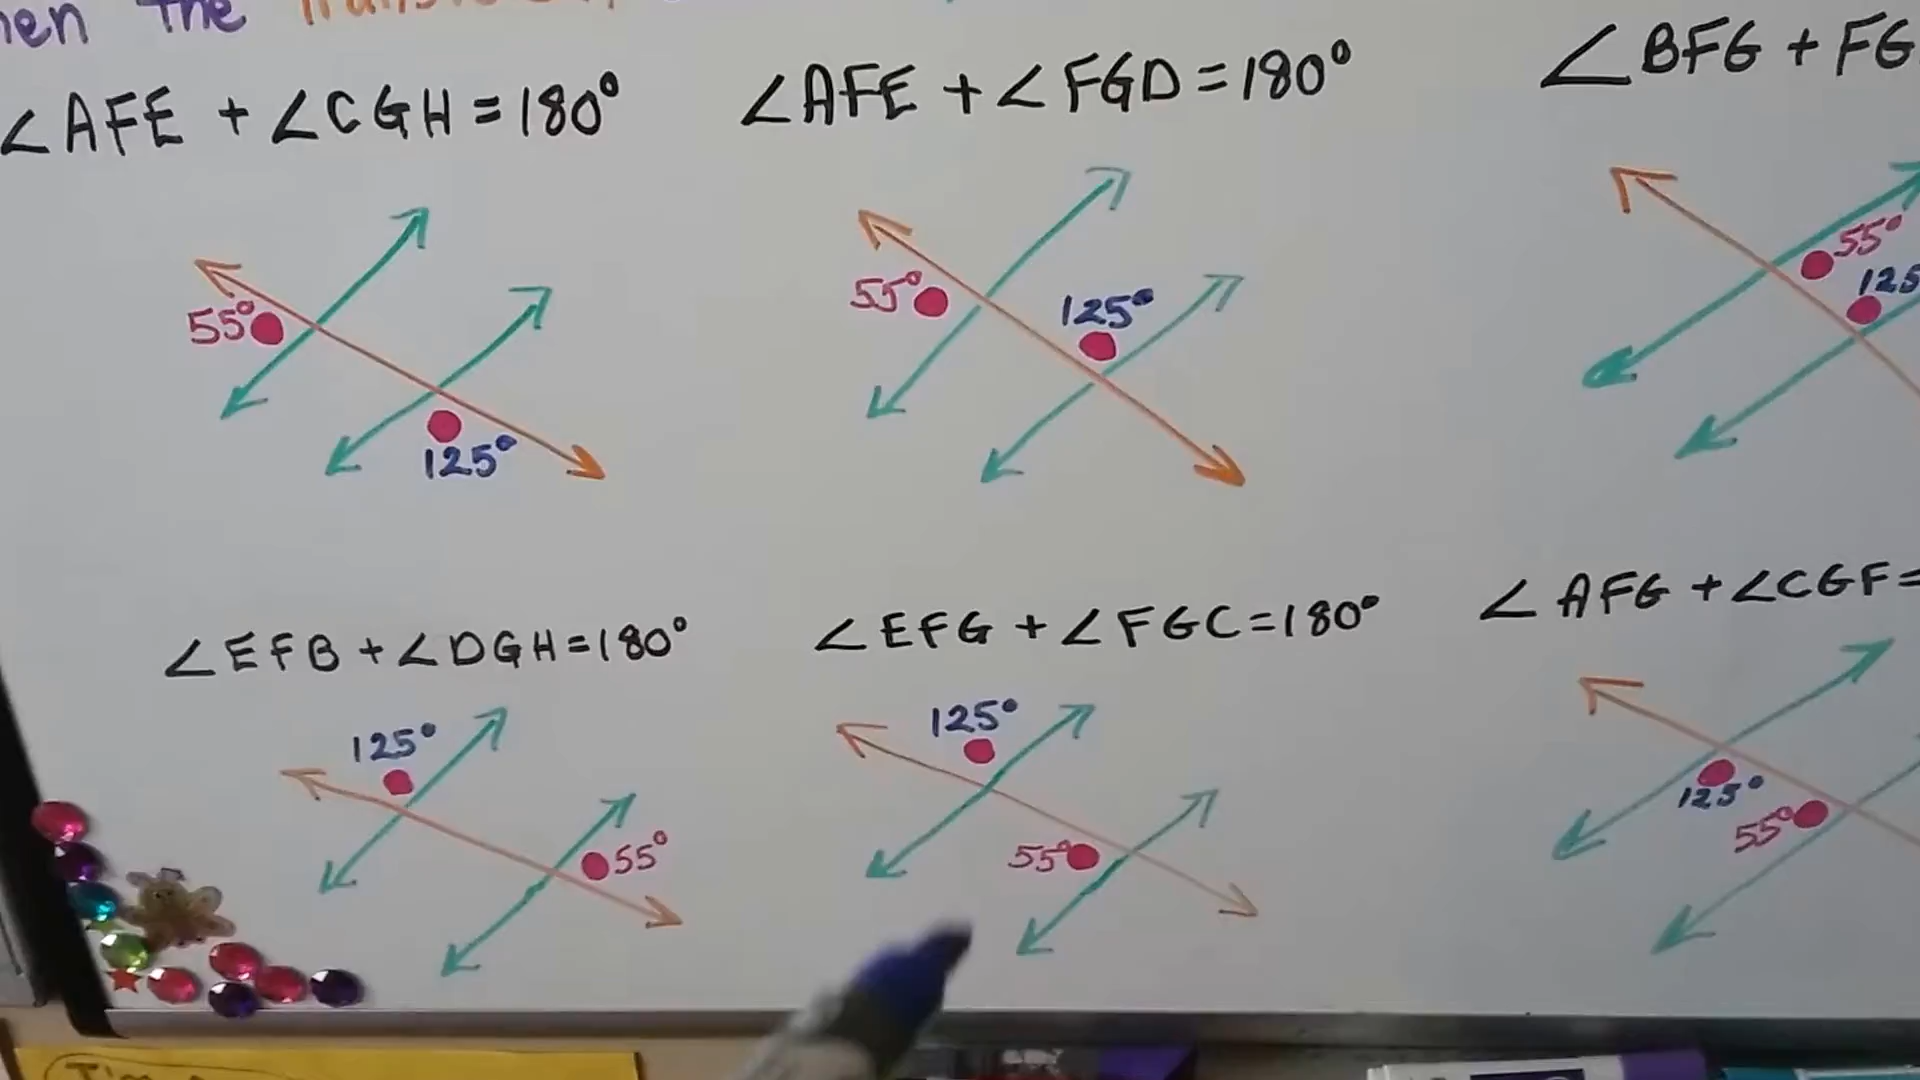 the
∠AFE + ∠CGH = 180°
∠AFE + ∠FGD = 180°
∠BFG + FG
55°
125°
55°
125°
55°
125
∠EFB + ∠DGH = 180°
∠EFG + ∠FGC = 180°
∠AFG + ∠CGF =
125°
55°
125°
55°
125°
55°